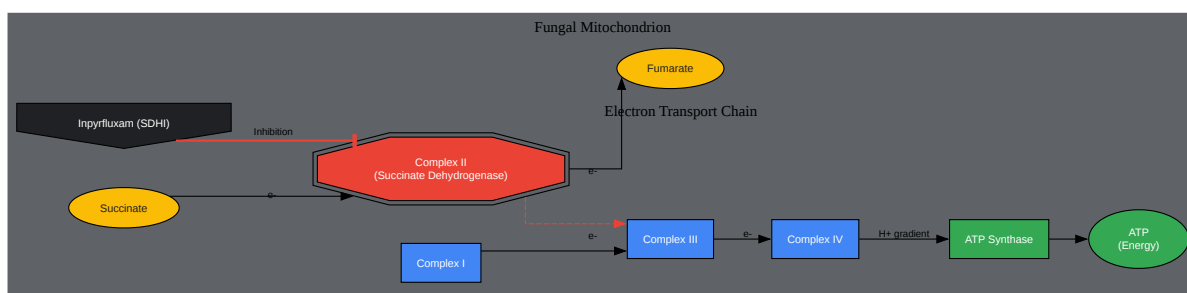 Fungal Mitochondrion
Fumarate
Electron Transport Chain
Inpyrfluxam (SDHI)
Inhibition
Complex II
(Succinate Dehydrogenase)
e-
e-
Succinate
e-
Complex I
Complex III
e-
Complex IV
H+ gradient
ATP Synthase
ATP
(Energy)